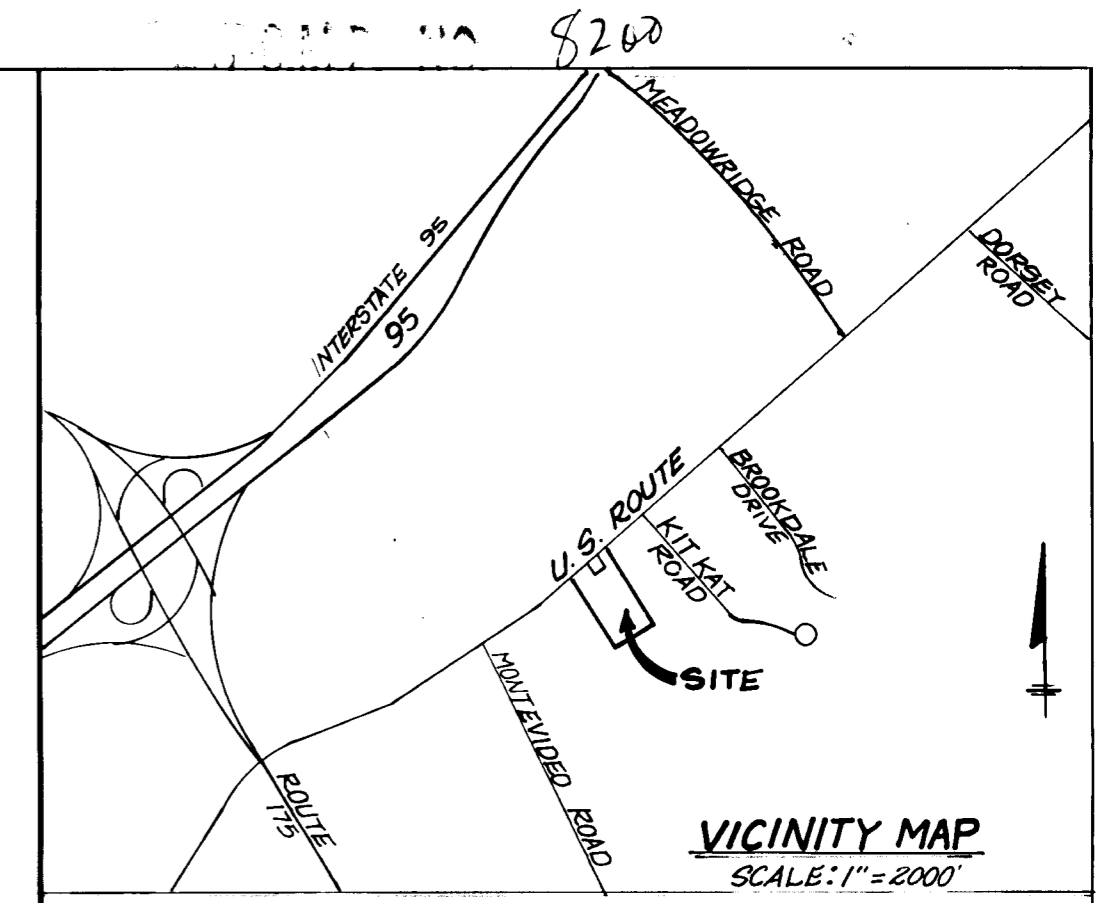 8200
MEADOWRIDGE ROAD
INTERSTATE 95
95
DORSEY
ROAD
U.S. ROUTE
BROOKDALE
DRIVE
KIT KAT
ROAD
SITE
MONTEVIDEO ROAD
ROUTE
175
VICINITY MAP
SCALE: 1"=2000'